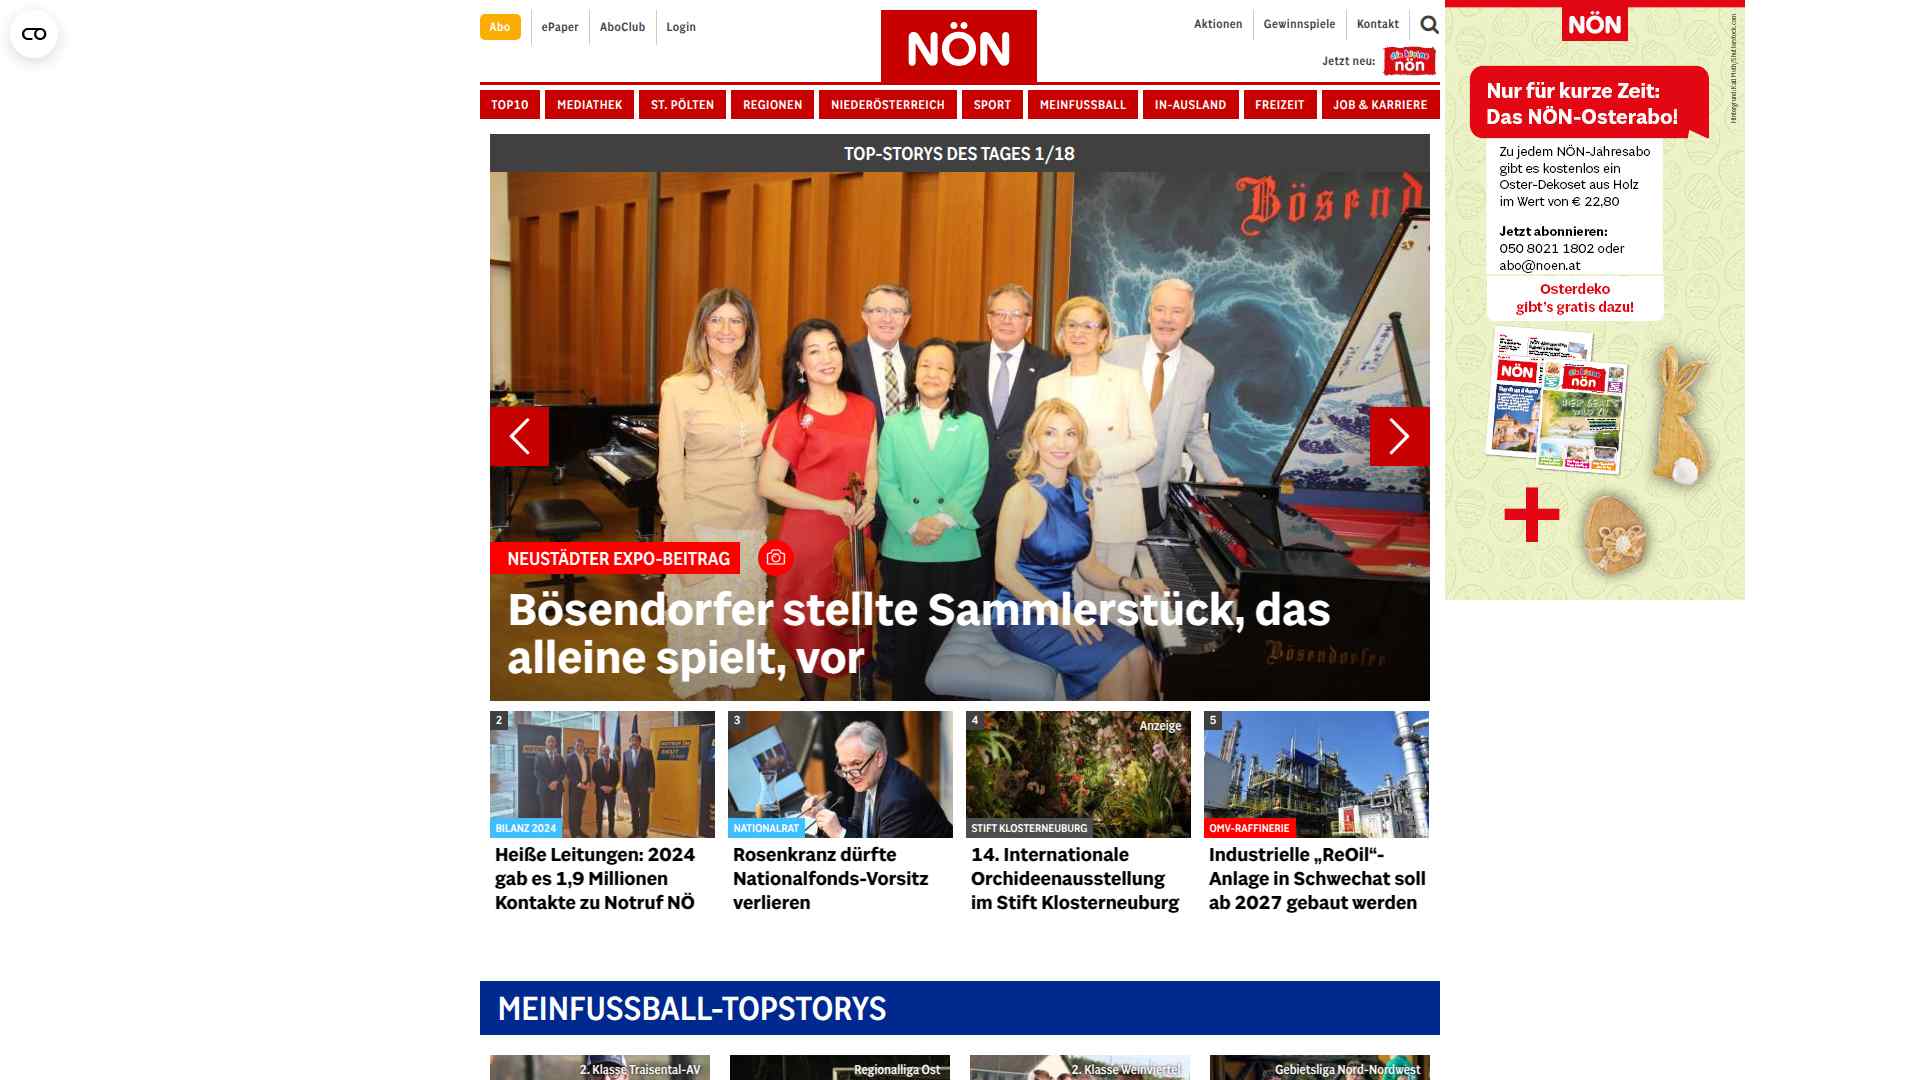 Abo
ePaper
AboClub
Login
NÖN
Aktionen
Gewinnspiele
Kontakt
Jetzt neu:
die kleine
nön
TOP10
MEDIATHEK
ST. PÖLTEN
REGIONEN
NIEDERÖSTERREICH
SPORT
MEINFUSSBALL
IN-AUSLAND
FREIZEIT
JOB & KARRIERE
TOP-STORYS DES TAGES 1/18
Bösend
NEUSTÄDTER EXPO-BEITRAG
Bösendorfer stellte Sammlerstück, das
alleine spielt, vor
Bösendorfer
2
BILANZ 2024
Heiße Leitungen: 2024
gab es 1,9 Millionen
Kontakte zu Notruf NÖ
3
NATIONALRAT
Rosenkranz dürfte
Nationalfonds-Vorsitz
verlieren
4
Anzeige
STIFT KLOSTERNEUBURG
14. Internationale
Orchideenausstellung
im Stift Klosterneuburg
5
OMV-RAFFINERIE
Industrielle „ReOil“-
Anlage in Schwechat soll
ab 2027 gebaut werden
MEINFUSSBALL-TOPSTORYS
2. Klasse Traisental-AV
Regionalliga Ost
2. Klasse Weinviertel
Gebietsliga Nord-Nordwest
NÖN
Nur für kurze Zeit:
Das NÖN-Osterabo!
Zu jedem NÖN-Jahresabo
gibt es kostenlos ein
Oster-Dekoset aus Holz
im Wert von € 22,80
Jetzt abonnieren:
050 8021 1802 oder
abo@noen.at
Osterdeko
gibt's gratis dazu!
NÖN
die kleine
nön